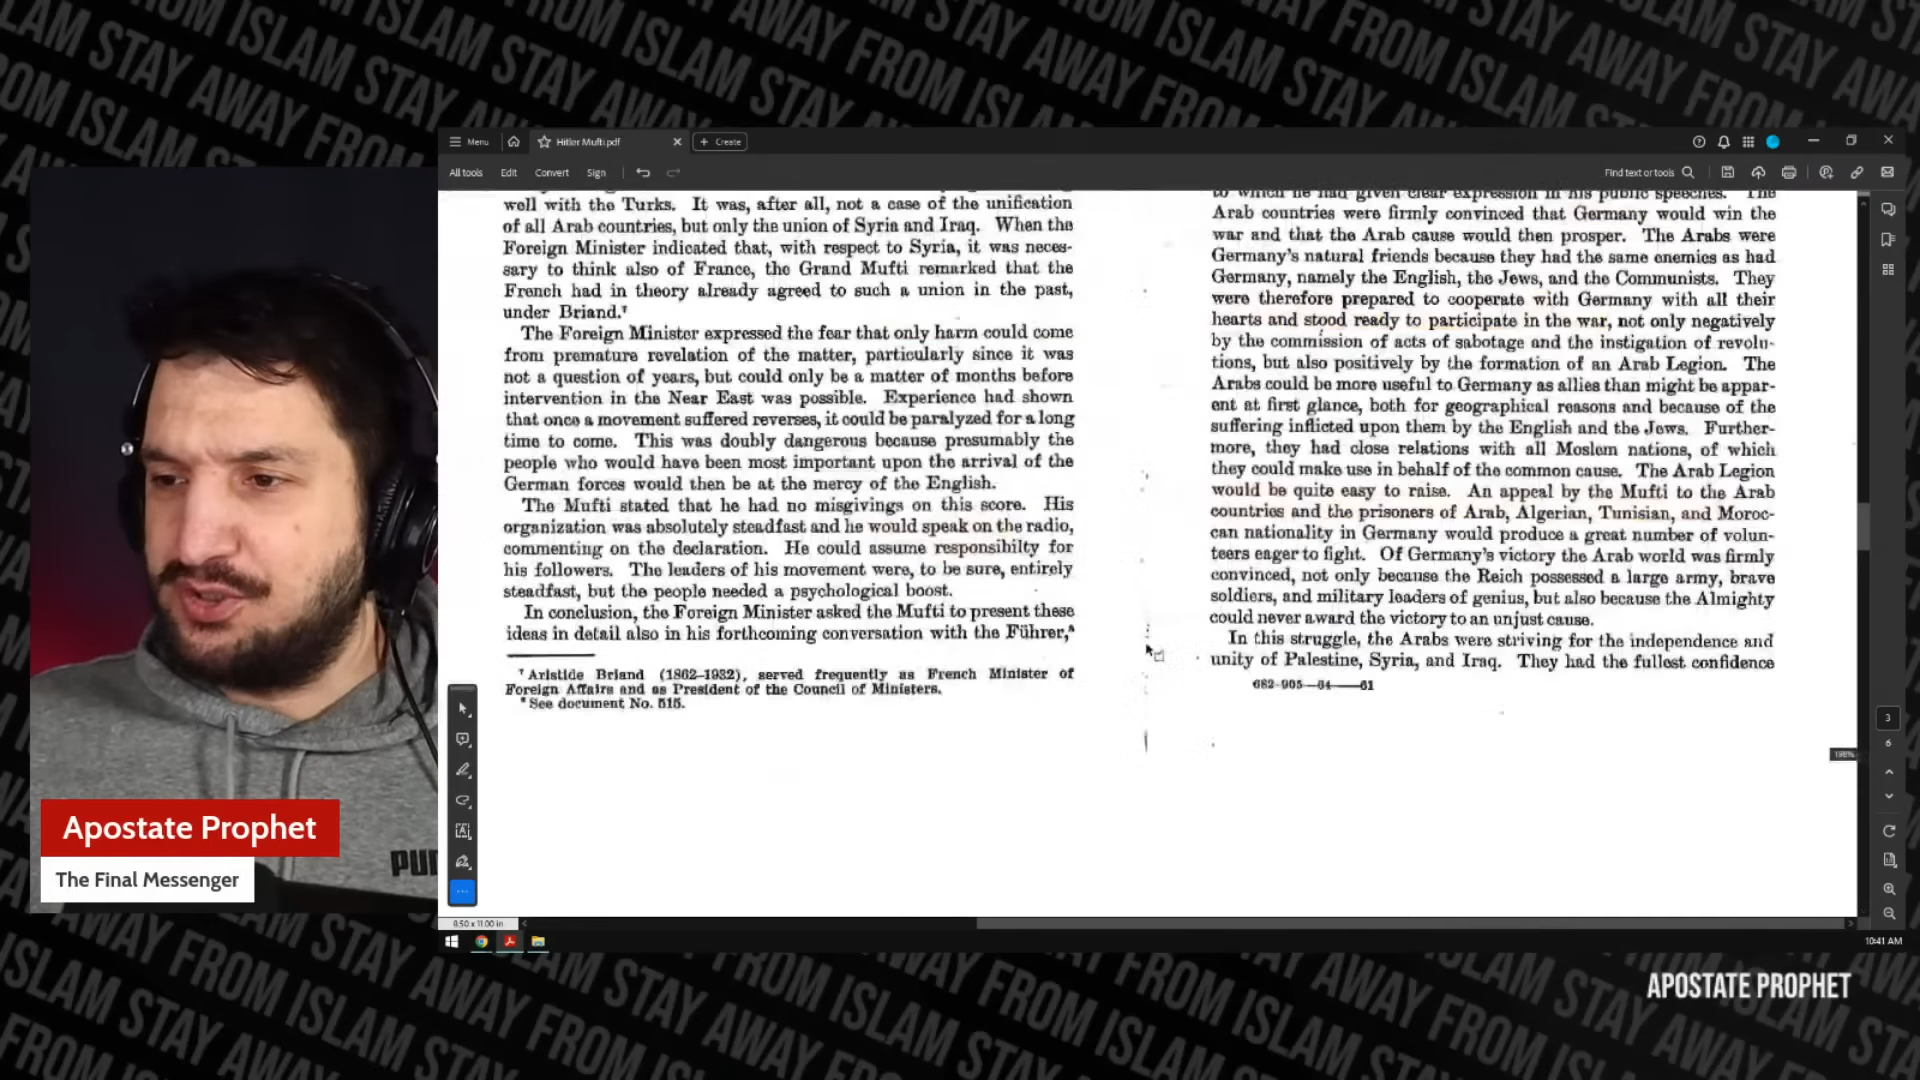 Menu
Hitler Mufti.pdf
Create
All tools
Edit
Convert
Sign
Find text or tools
well with the Turks. It was, after all, not a case of the unification
of all Arab countries, but only the union of Syria and Iraq. When the
Foreign Minister indicated that, with respect to Syria, it was neces-
sary to think also of France, the Grand Mufti remarked that the
French had in theory already agreed to such a union in the past,
under Briand.⁷
The Foreign Minister expressed the fear that only harm could come
from premature revelation of the matter, particularly since it was
not a question of years, but could only be a matter of months before
intervention in the Near East was possible. Experience had shown
that once a movement suffered reverses, it could be paralyzed for a long
time to come. This was doubly dangerous because presumably the
people who would have been most important upon the arrival of the
German forces would then be at the mercy of the English.
The Mufti stated that he had no misgivings on this score. His
organization was absolutely steadfast and he would speak on the radio,
commenting on the declaration. He could assume responsibilty for
his followers. The leaders of his movement were, to be sure, entirely
steadfast, but the people needed a psychological boost.
In conclusion, the Foreign Minister asked the Mufti to present these
ideas in detail also in his forthcoming conversation with the Führer,⁸
⁷ Aristide Briand (1862–1932), served frequently as French Minister of
Foreign Affairs and as President of the Council of Ministers.
⁸ See document No. 515.
to which he had given clear expression in his public speeches. The
Arab countries were firmly convinced that Germany would win the
war and that the Arab cause would then prosper. The Arabs were
Germany's natural friends because they had the same enemies as had
Germany, namely the English, the Jews, and the Communists. They
were therefore prepared to cooperate with Germany with all their
hearts and stood ready to participate in the war, not only negatively
by the commission of acts of sabotage and the instigation of revolu-
tions, but also positively by the formation of an Arab Legion. The
Arabs could be more useful to Germany as allies than might be appar-
ent at first glance, both for geographical reasons and because of the
suffering inflicted upon them by the English and the Jews. Further-
more, they had close relations with all Moslem nations, of which
they could make use in behalf of the common cause. The Arab Legion
would be quite easy to raise. An appeal by the Mufti to the Arab
countries and the prisoners of Arab, Algerian, Tunisian, and Moroc-
can nationality in Germany would produce a great number of volun-
teers eager to fight. Of Germany's victory the Arab world was firmly
convinced, not only because the Reich possessed a large army, brave
soldiers, and military leaders of genius, but also because the Almighty
could never award the victory to an unjust cause.
In this struggle, the Arabs were striving for the independence and
unity of Palestine, Syria, and Iraq. They had the fullest confidence
682-905—64——61
3
6
198%
8.50 x 11.00 in
10:41 AM
Apostate Prophet
The Final Messenger
PU
APOSTATE PROPHET
STAY AWAY FROM ISLAM